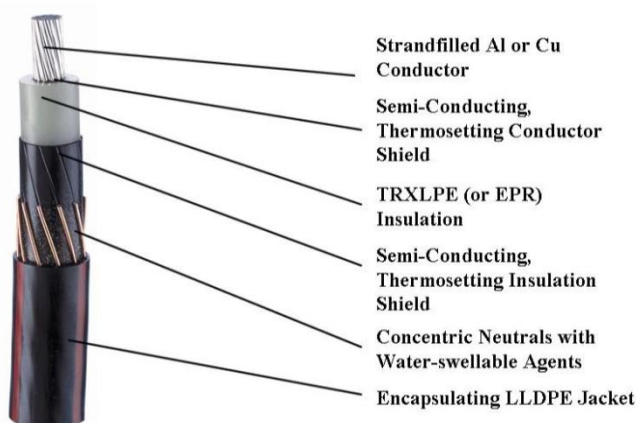 Strandfilled Al or Cu
Conductor
Semi-Conducting,
Thermosetting Conductor
Shield
TRXLPE (or EPR)
Insulation
Semi-Conducting,
Thermosetting Insulation
Shield
Concentric Neutrals with
Water-swellable Agents
Encapsulating LLDPE Jacket